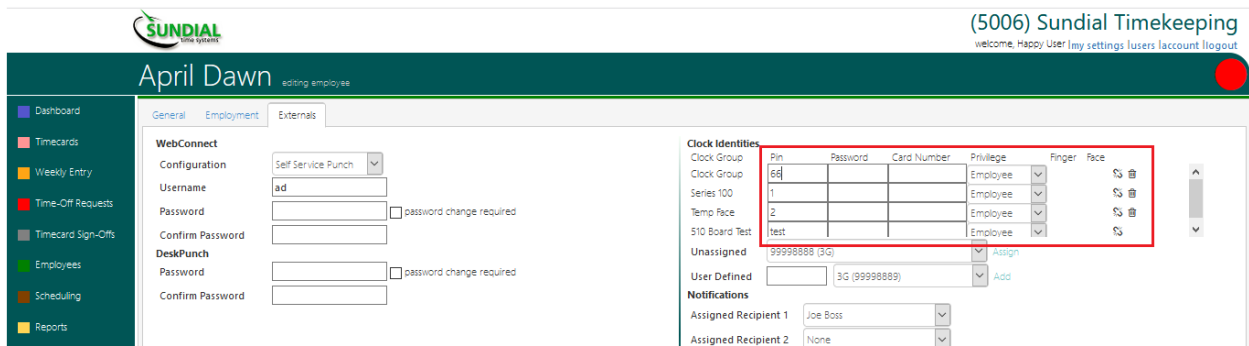 SUNDIAL
time systems
(5006) Sundial Timekeeping
welcome, Happy User |my settings |users |account |logout
April Dawn editing employee
Dashboard
Timecards
Weekly Entry
Time-Off Requests
Timecard Sign-Offs
Employees
Scheduling
Reports
General Employment Externals
WebConnect
Configuration Self Service Punch
Username ad
Password password change required
Confirm Password
DeskPunch
Password password change required
Confirm Password
Clock Identities
Clock Group Pin Password Card Number Privilege Finger Face
Clock Group 66 Employee
Series 100 1 Employee
Temp Face 2 Employee
510 Board Test test Employee
Unassigned 99998888 (3G) Assign
User Defined 3G (99998889) Add
Notifications
Assigned Recipient 1 Joe Boss
Assigned Recipient 2 None